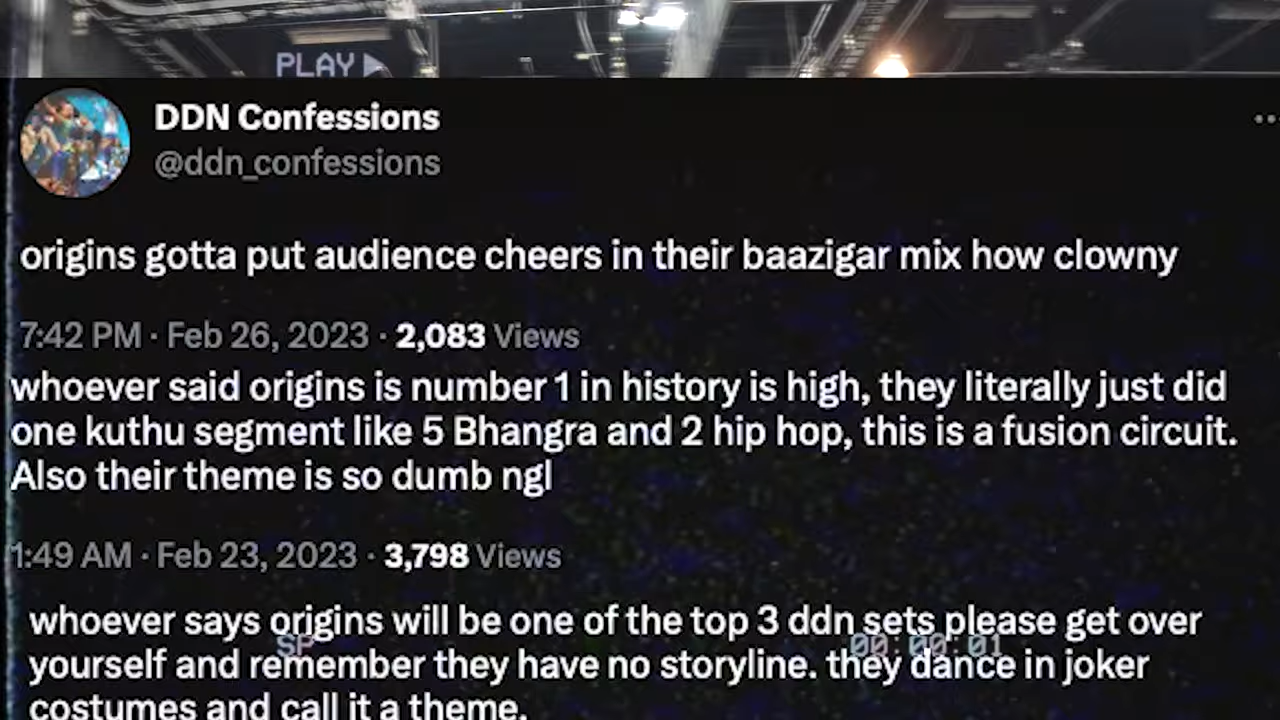 PLAY
DDN Confessions
@ddn_confessions
origins gotta put audience cheers in their baazigar mix how clowny
7:42 PM · Feb 26, 2023 · 2,083 Views
whoever said origins is number 1 in history is high, they literally just did
one kuthu segment like 5 Bhangra and 2 hip hop, this is a fusion circuit.
Also their theme is so dumb ngl
1:49 AM · Feb 23, 2023 · 3,798 Views
whoever says origins will be one of the top 3 ddn sets please get over
SP 00:00:01
yourself and remember they have no storyline. they dance in joker
costumes and call it a theme.